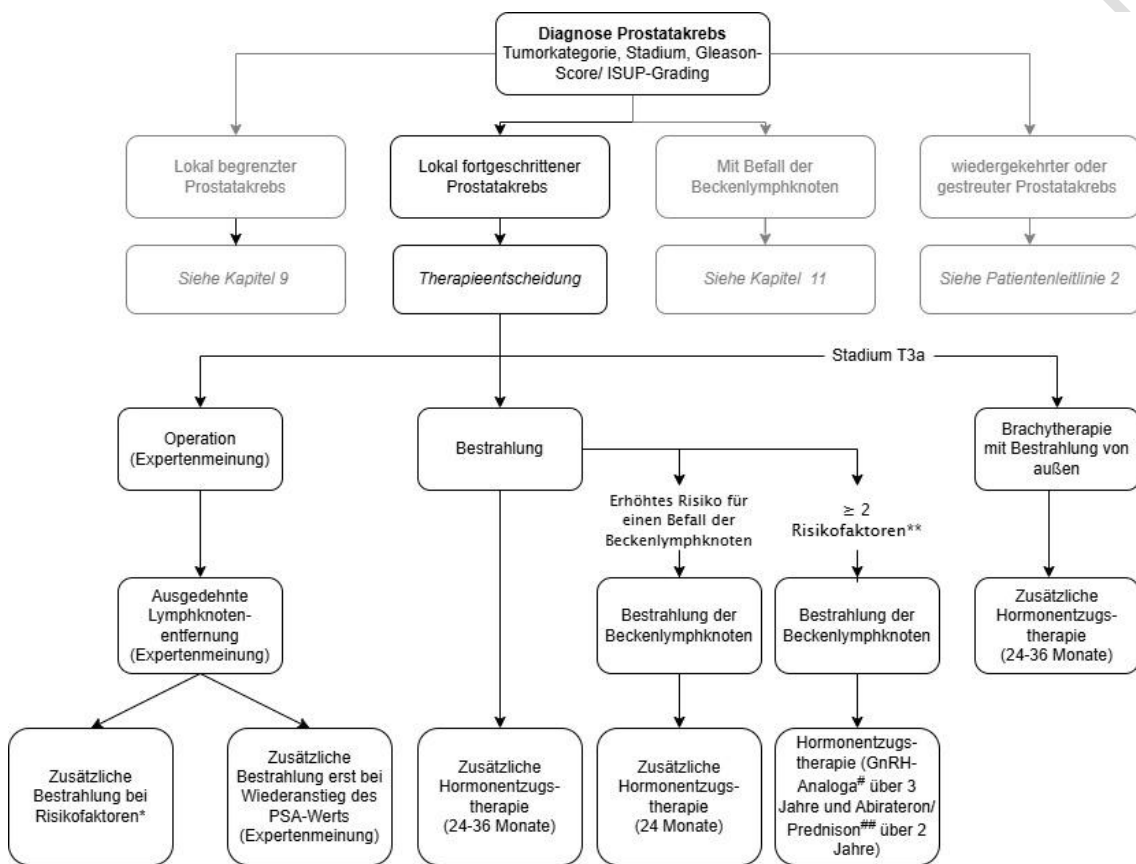 Diagnose Prostatakrebs
Tumorkategorie, Stadium, Gleason-
Score/ ISUP-Grading
Lokal begrenzter
Prostatakrebs
Lokal fortgeschrittener
Prostatakrebs
Mit Befall der
Beckenlymphknoten
wiedergekehrter oder
gestreuter Prostatakrebs
Siehe Kapitel 9
Therapieentscheidung
Siehe Kapitel 11
Siehe Patientenleitlinie 2
Stadium T3a
Operation
(Expertenmeinung)
Bestrahlung
Brachytherapie
mit Bestrahlung von
außen
Erhöhtes Risiko für
einen Befall der
Beckenlymphknoten
≥ 2
Risikofaktoren**
Ausgedehnte
Lymphknoten-
entfernung
(Expertenmeinung)
Bestrahlung der
Beckenlymphknoten
Bestrahlung der
Beckenlymphknoten
Zusätzliche
Hormonentzugs-
therapie
(24-36 Monate)
Zusätzliche
Bestrahlung bei
Risikofaktoren*
Zusätzliche
Bestrahlung erst bei
Wiederanstieg des
PSA-Werts
(Expertenmeinung)
Zusätzliche
Hormonentzugs-
therapie
(24-36 Monate)
Zusätzliche
Hormonentzugs-
therapie
(24 Monate)
Hormonentzugs-
therapie (GnRH-
Analoga# über 3
Jahre und Abirateron/
Prednison## über 2
Jahre)